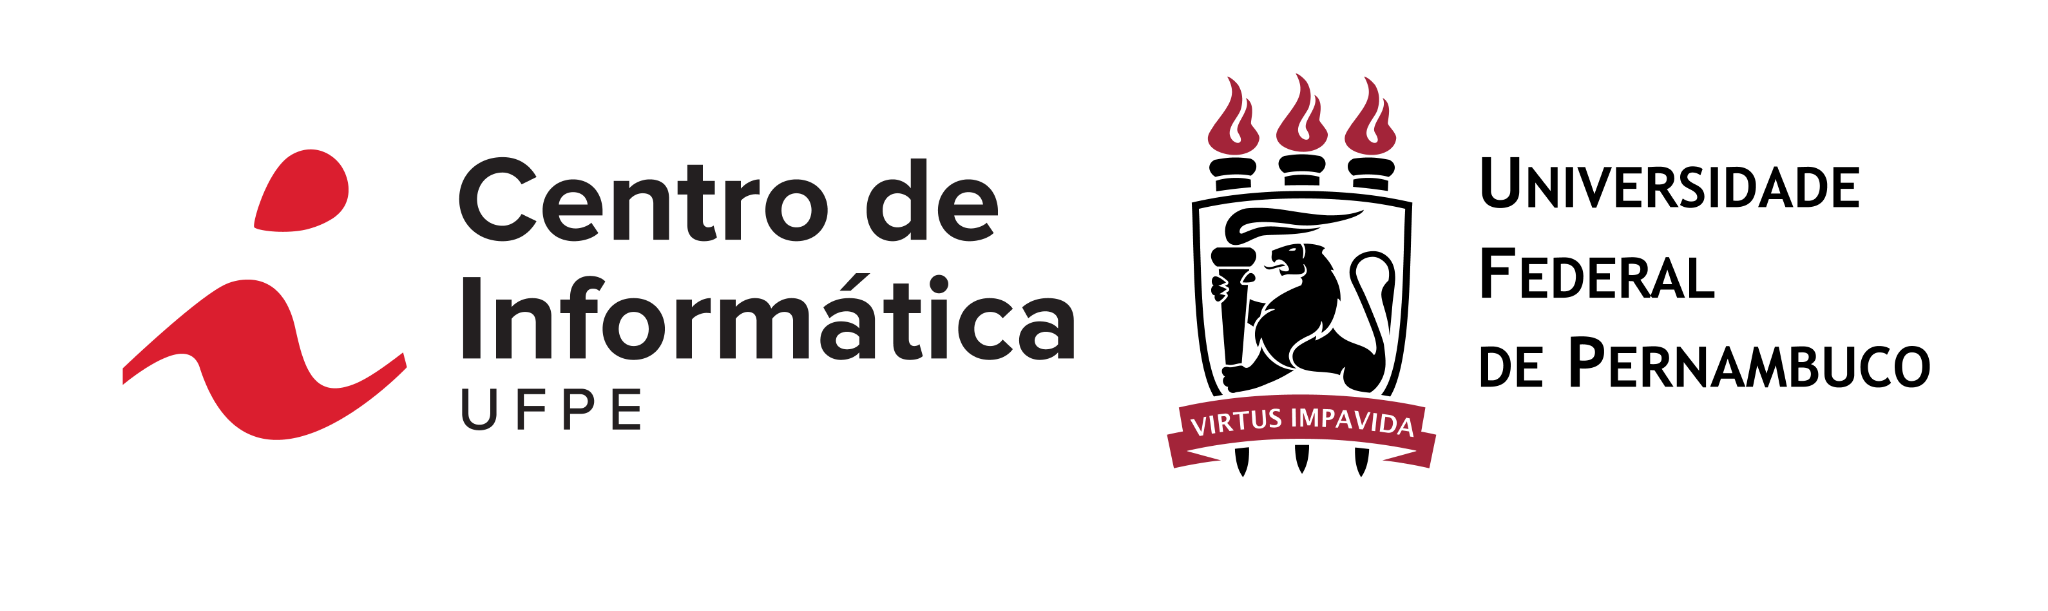 Centro de
Informática
UFPE
VIRTUS IMPAVIDA
UNIVERSIDADE
FEDERAL
DE PERNAMBUCO